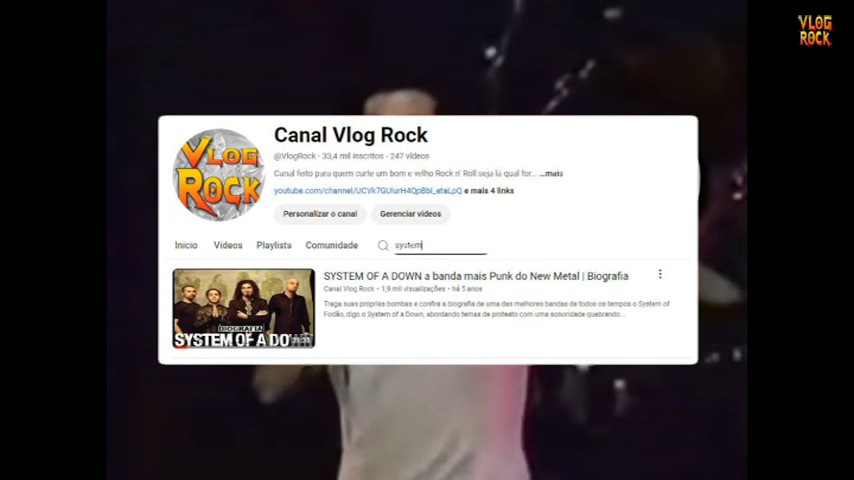 VLOG
ROCK
Canal Vlog Rock
VLOG
ROCK
@VlogRock · 33,4 mil inscritos · 247 vídeos
Canal feito para quem curte um bom e velho Rock n' Roll seja lá qual for... ...mais
youtube.com/channel/UCVk7GUIurH4QpBbl_etaLpQ e mais 4 links
Personalizar o canal
Gerenciar vídeos
Início
Vídeos
Playlists
Comunidade
system
SYSTEM OF A DOWN a banda mais Punk do New Metal | Biografia
Canal Vlog Rock • 1,9 mil visualizações • há 5 anos
Traga suas próprias bombas e confira a biografia de uma das melhores bandas de todos os tempos o System of
Fodão, digo o System of a Down, abordando temas de protesto com uma sonoridade quebrando...
BIOGRAFIA
SYSTEM OF A DO